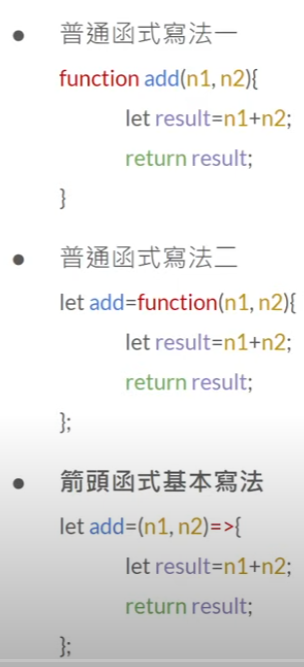 ● 普通函式寫法一
function add(n1, n2){
let result=n1+n2;
return result;
}
● 普通函式寫法二
let add=function(n1, n2){
let result=n1+n2;
return result;
};
● 箭頭函式基本寫法
let add=(n1, n2)=>{
let result=n1+n2;
return result;
};